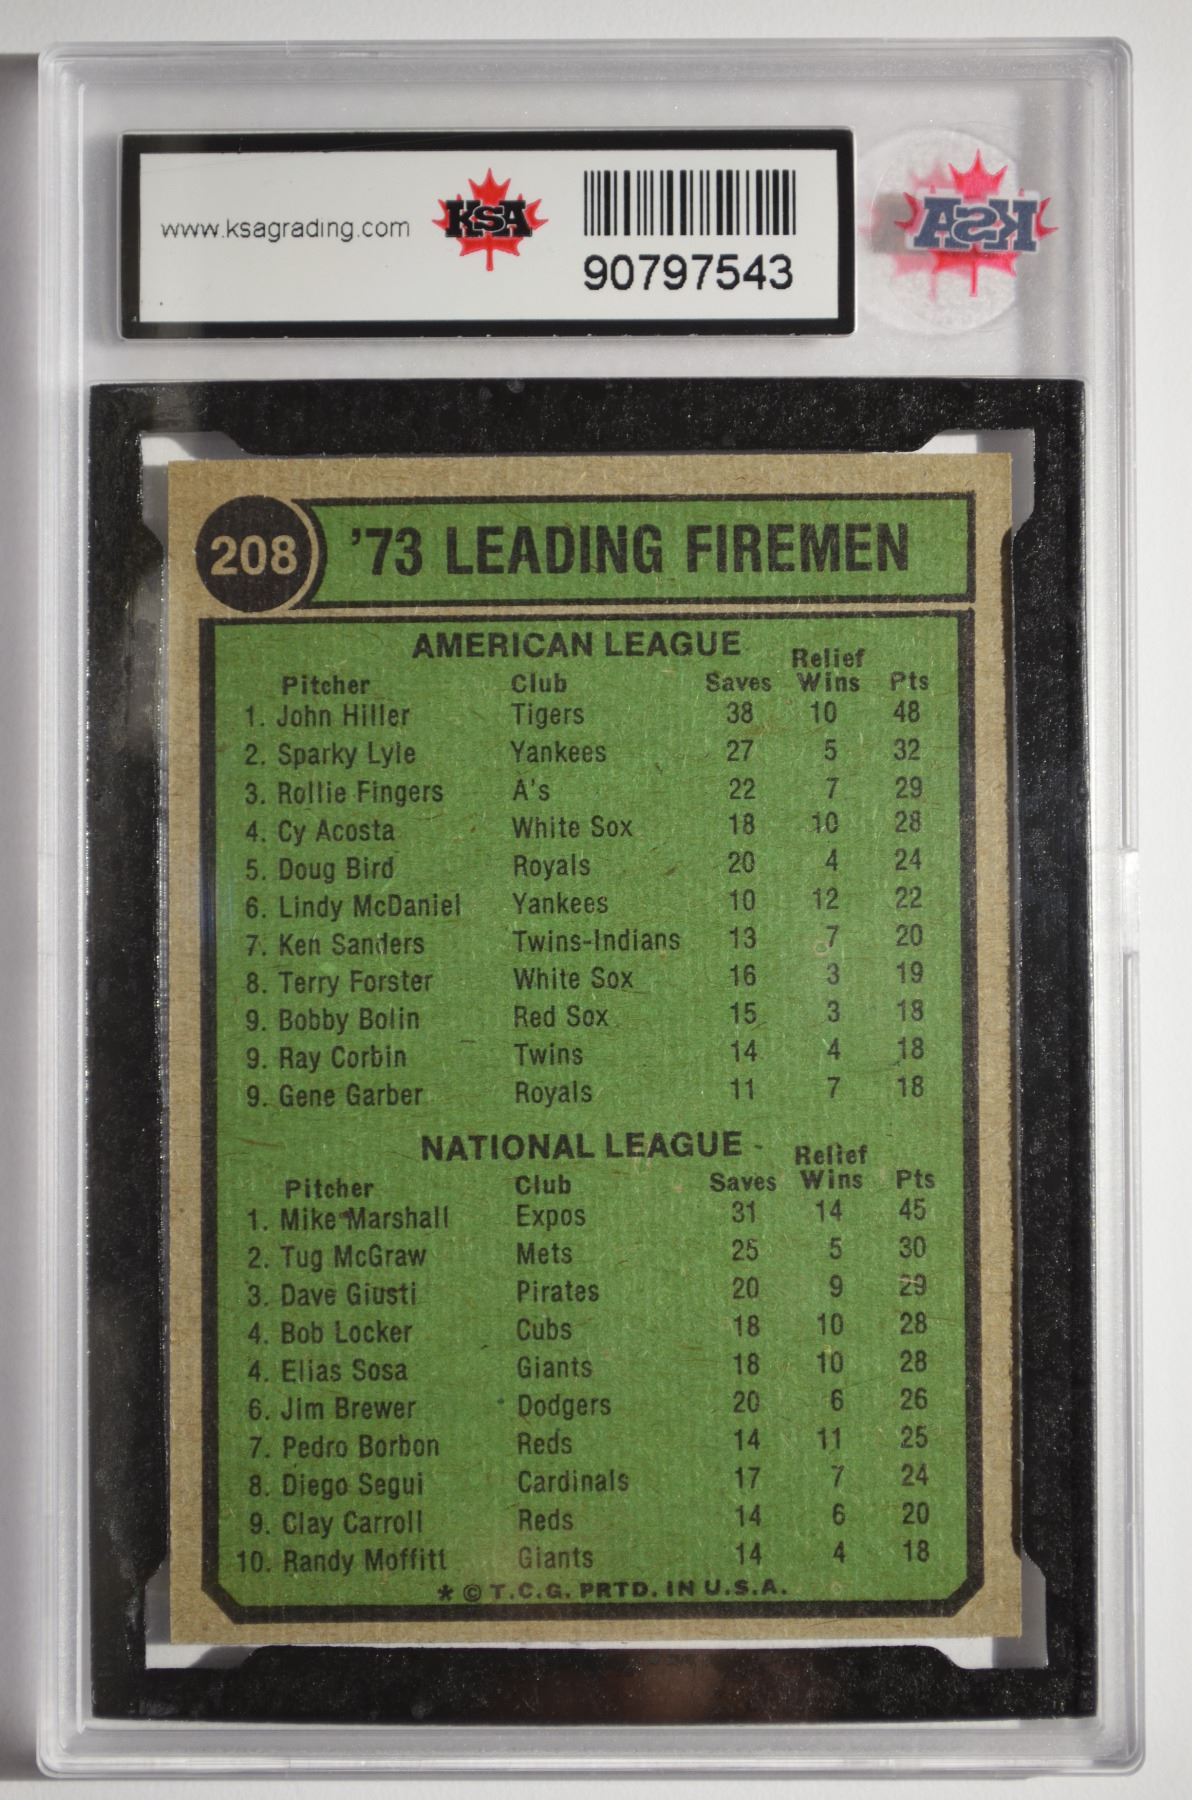 www.ksagrading.com KSA
90797543
KSA
208 '73 LEADING FIREMEN
AMERICAN LEAGUE
Pitcher Club Saves Relief Wins Pts
1. John Hiller Tigers 38 10 48
2. Sparky Lyle Yankees 27 5 32
3. Rollie Fingers A's 22 7 29
4. Cy Acosta White Sox 18 10 28
5. Doug Bird Royals 20 4 24
6. Lindy McDaniel Yankees 10 12 22
7. Ken Sanders Twins-Indians 13 7 20
8. Terry Forster White Sox 16 3 19
9. Bobby Bolin Red Sox 15 3 18
9. Ray Corbin Twins 14 4 18
9. Gene Garber Royals 11 7 18
NATIONAL LEAGUE
Pitcher Club Saves Relief Wins Pts
1. Mike Marshall Expos 31 14 45
2. Tug McGraw Mets 25 5 30
3. Dave Giusti Pirates 20 9 29
4. Bob Locker Cubs 18 10 28
4. Elias Sosa Giants 18 10 28
6. Jim Brewer Dodgers 20 6 26
7. Pedro Borbon Reds 14 11 25
8. Diego Segui Cardinals 17 7 24
9. Clay Carroll Reds 14 6 20
10. Randy Moffitt Giants 14 4 18
* © T.C.G. PRTD. IN U.S.A.